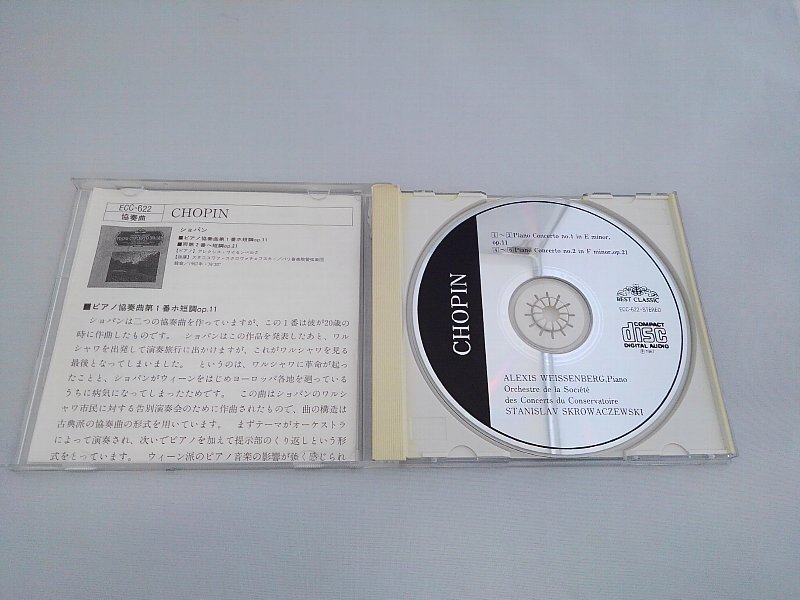 ECC-622
協奏曲
CHOPIN
ショパン
■ピアノ協奏曲第1番ホ短調op.11
■同第2番ヘ短調op.21
■ピアノ協奏曲第1番ホ短調op.11
ショパンは二つの協奏曲を作っていますが、この1番は彼が20歳の
時に作曲したものです。 ショパンはこの作品を発表したあと、ワル
シャワを出発して演奏旅行に出かけますが、これがワルシャワを見る
最後となってしまいました。 というのは、ワルシャワに革命が起っ
たことと、ショパンがウィーンをはじめヨーロッパ各地を廻っている
うちに病気になってしまったためです。 この曲はショパンのワルシ
ャワ市民に対する告別演奏会のために作曲されたもので、曲の構造は
古典派の協奏曲の形式を用いています。 まずテーマがオーケストラ
によって演奏され、次いでピアノを加えて提示部のくり返しという形
式をとっています。 ウィーン派のピアノ音楽の影響が強く感じられ
CHOPIN
1～3 Piano Concerto no.1 in E minor,
op.11
4～6 Piano Concerto no.2 in F minor,op.21
BEST CLASSIC
ECC-622-STEREO
COMPACT
disc
DIGITAL AUDIO
ALEXIS WEISSENBERG,Piano
Orchestre de la Société
des Concerts du Conservatoire
STANISLAV SKROWACZEWSKI